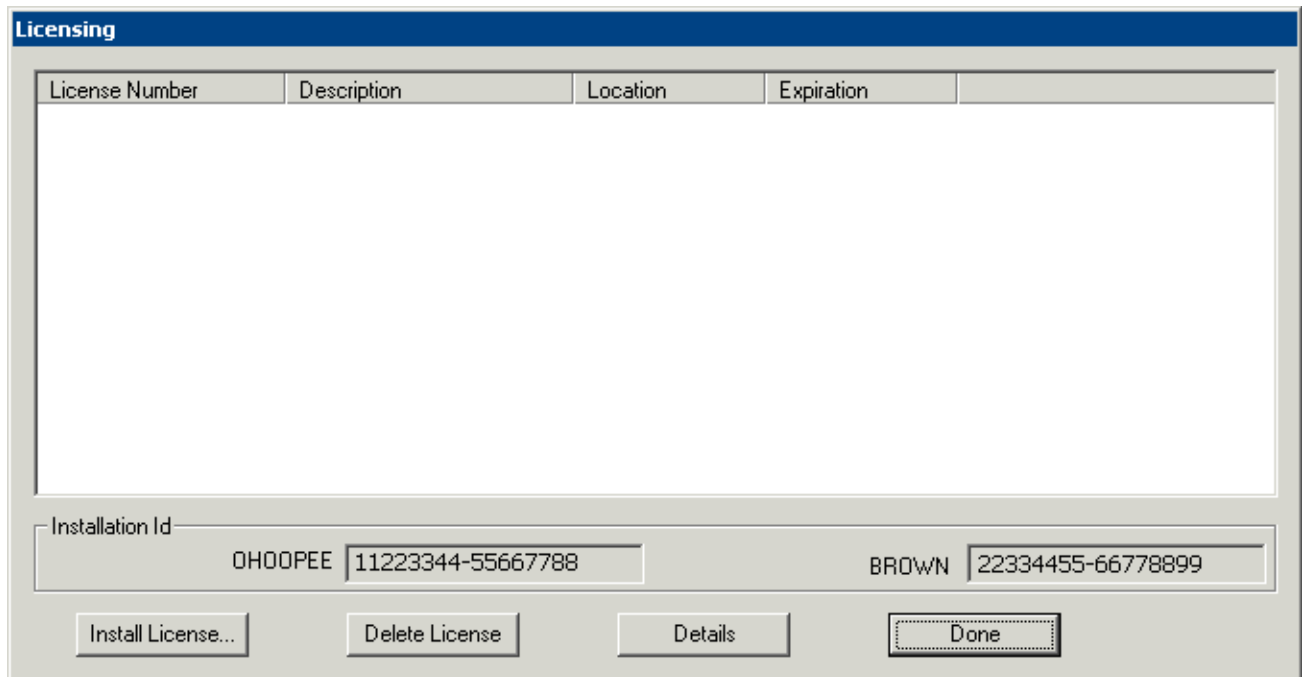 Licensing
License Number Description Location Expiration
Installation Id
OHOOPEE 11223344-55667788 BROWN 22334455-66778899
Install License... Delete License Details Done